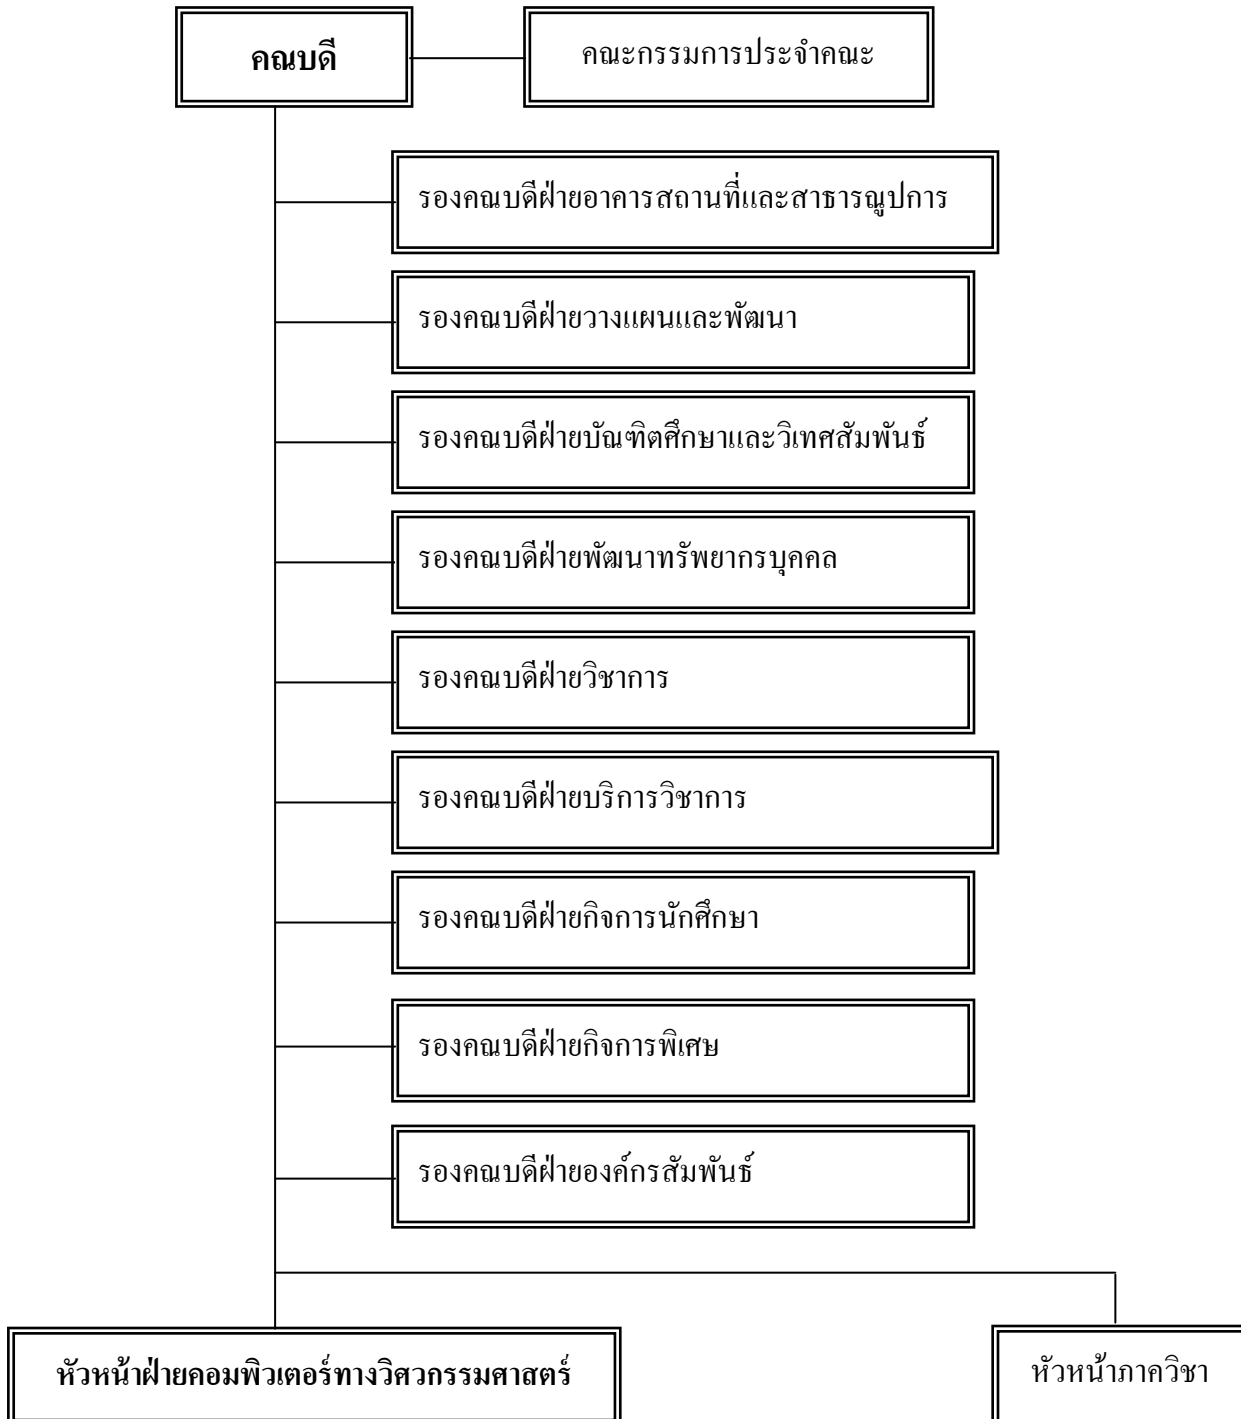 คณบดี
คณะกรรมการประจำคณะ
รองคณบดีฝ่ายอาคารสถานที่และสาธารณูปการ
รองคณบดีฝ่ายวางแผนและพัฒนา
รองคณบดีฝ่ายบัณฑิตศึกษาและวิเทศสัมพันธ์
รองคณบดีฝ่ายพัฒนาทรัพยากรบุคคล
รองคณบดีฝ่ายวิชาการ
รองคณบดีฝ่ายบริการวิชาการ
รองคณบดีฝ่ายกิจการนักศึกษา
รองคณบดีฝ่ายกิจการพิเศษ
รองคณบดีฝ่ายองค์กรสัมพันธ์
หัวหน้าฝ่ายคอมพิวเตอร์ทางวิศวกรรมศาสตร์
หัวหน้าภาควิชา